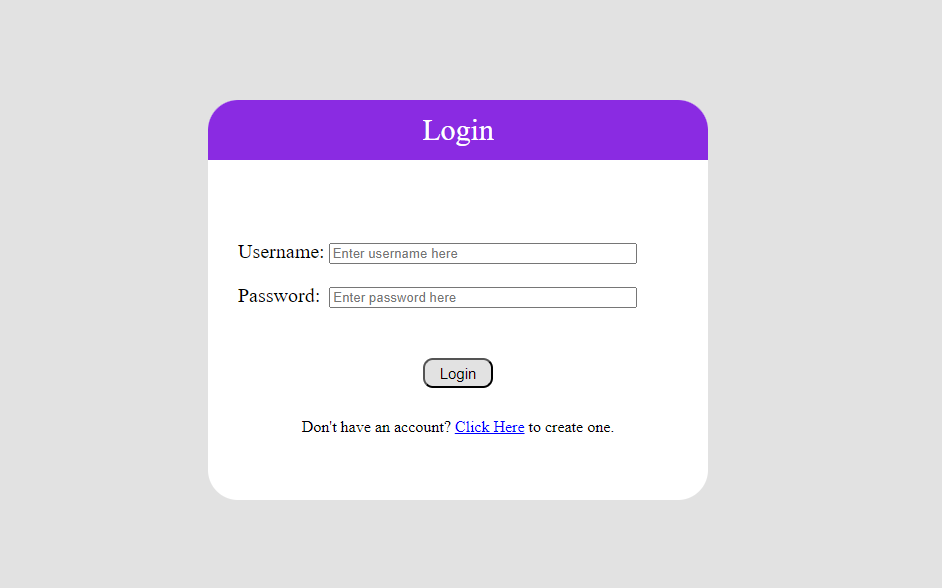 Login
Username: Enter username here
Password: Enter password here
Login
Don't have an account? Click Here to create one.